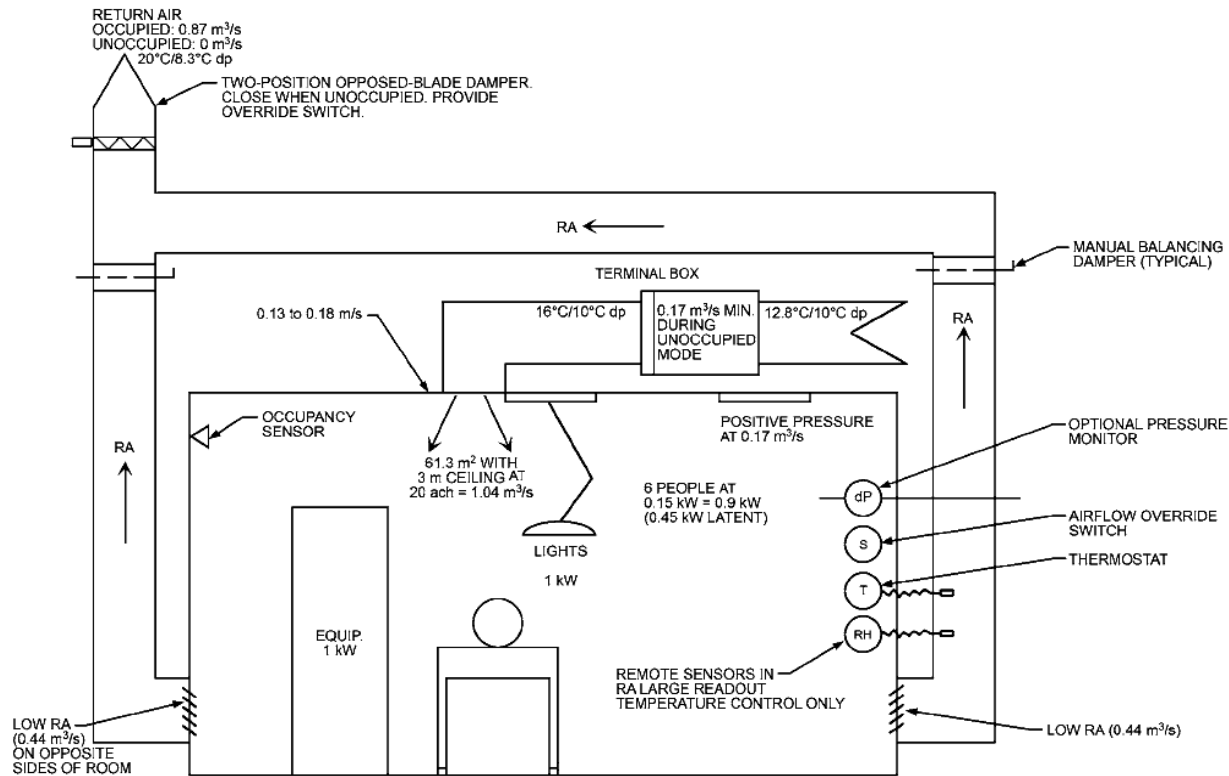 RETURN AIR
OCCUPIED: 0.87 m³/s
UNOCCUPIED: 0 m³/s
20°C/8.3°C dp
TWO-POSITION OPPOSED-BLADE DAMPER.
CLOSE WHEN UNOCCUPIED. PROVIDE
OVERRIDE SWITCH.
RA
MANUAL BALANCING
DAMPER (TYPICAL)
TERMINAL BOX
0.13 to 0.18 m/s
16°C/10°C dp
0.17 m³/s MIN.
DURING
UNOCCUPIED
MODE
12.8°C/10°C dp
RA
OCCUPANCY
SENSOR
POSITIVE PRESSURE
AT 0.17 m³/s
OPTIONAL PRESSURE
MONITOR
RA
61.3 m² WITH
3 m CEILING AT
20 ach = 1.04 m³/s
6 PEOPLE AT
0.15 kW = 0.9 kW
(0.45 kW LATENT)
dP
AIRFLOW OVERRIDE
SWITCH
S
LIGHTS
1 kW
THERMOSTAT
T
EQUIP.
1 kW
RH
REMOTE SENSORS IN
RA LARGE READOUT
TEMPERATURE CONTROL ONLY
LOW RA
(0.44 m³/s)
ON OPPOSITE
SIDES OF ROOM
LOW RA (0.44 m³/s)